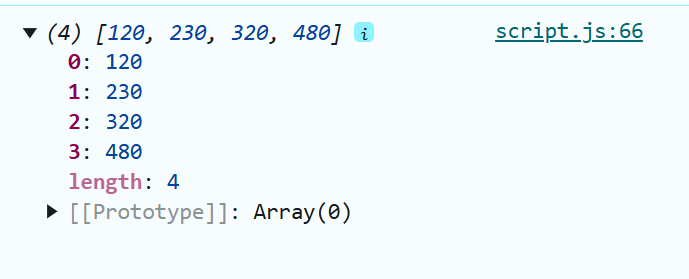 ▼ (4) [120, 230, 320, 480] i script.js:66
0: 120
1: 230
2: 320
3: 480
length: 4
▶ [[Prototype]]: Array(0)